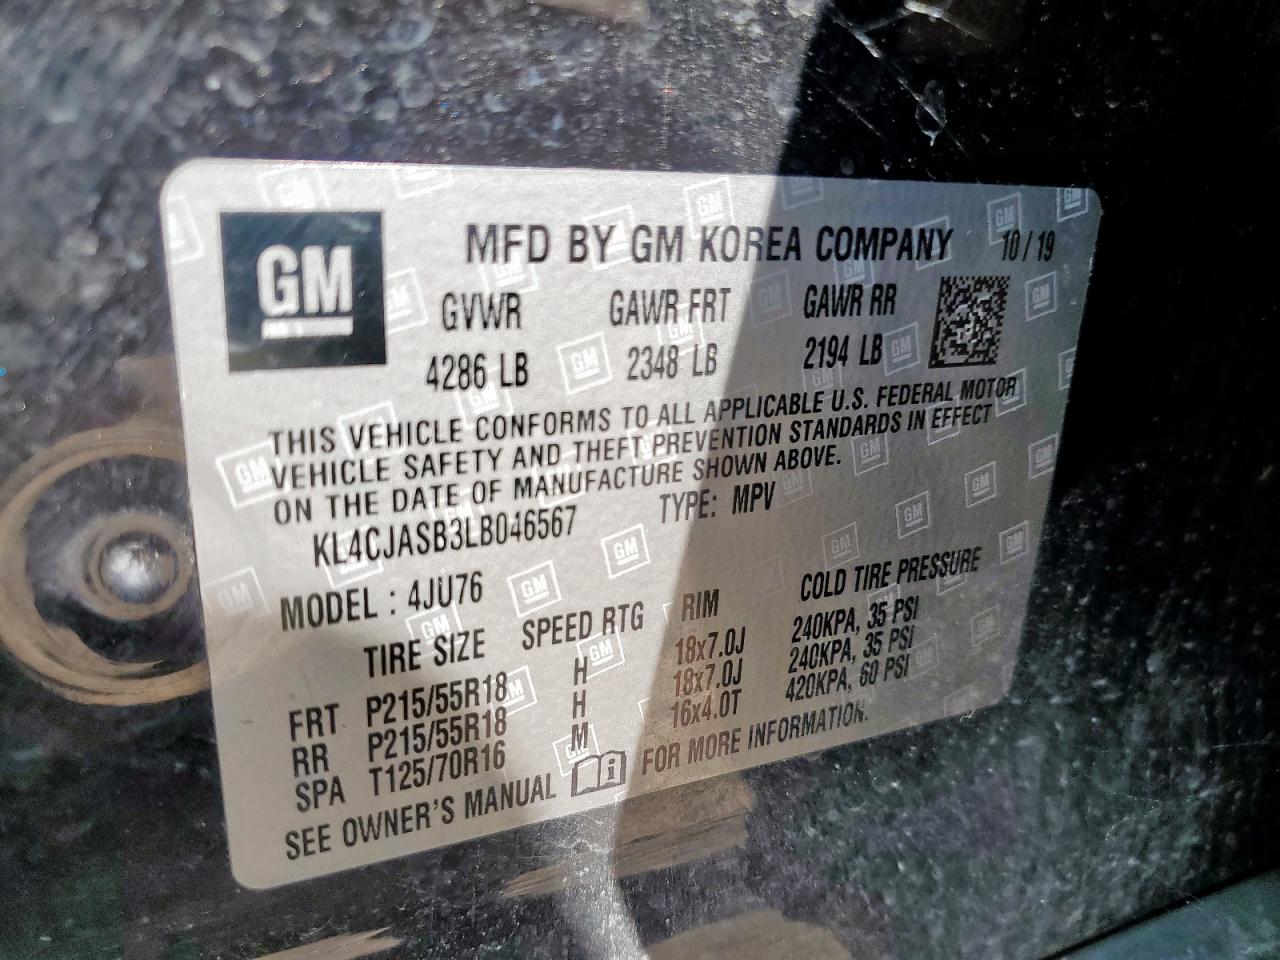 GM
MFD BY GM KOREA COMPANY 10/19
GVWR GAWR FRT GAWR RR
4286 LB 2348 LB 2194 LB
THIS VEHICLE CONFORMS TO ALL APPLICABLE U.S. FEDERAL MOTOR
VEHICLE SAFETY AND THEFT PREVENTION STANDARDS IN EFFECT
ON THE DATE OF MANUFACTURE SHOWN ABOVE.
KL4CJASB3LB046567 TYPE: MPV
MODEL : 4JU76
TIRE SIZE SPEED RTG RIM COLD TIRE PRESSURE
FRT P215/55R18 H 18x7.0J 240KPA, 35 PSI
RR P215/55R18 H 18x7.0J 240KPA, 35 PSI
SPA T125/70R16 M 16x4.0T 420KPA, 60 PSI
SEE OWNER'S MANUAL i FOR MORE INFORMATION.